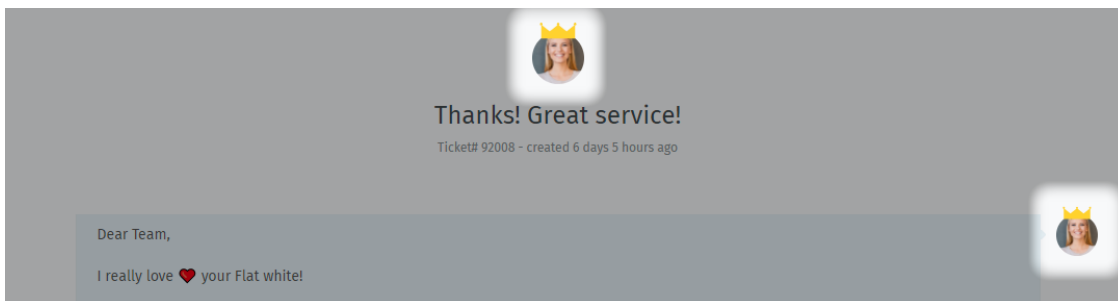 Thanks! Great service!
Ticket# 92008 - created 6 days 5 hours ago
Dear Team,
I really love ❤ your Flat white!